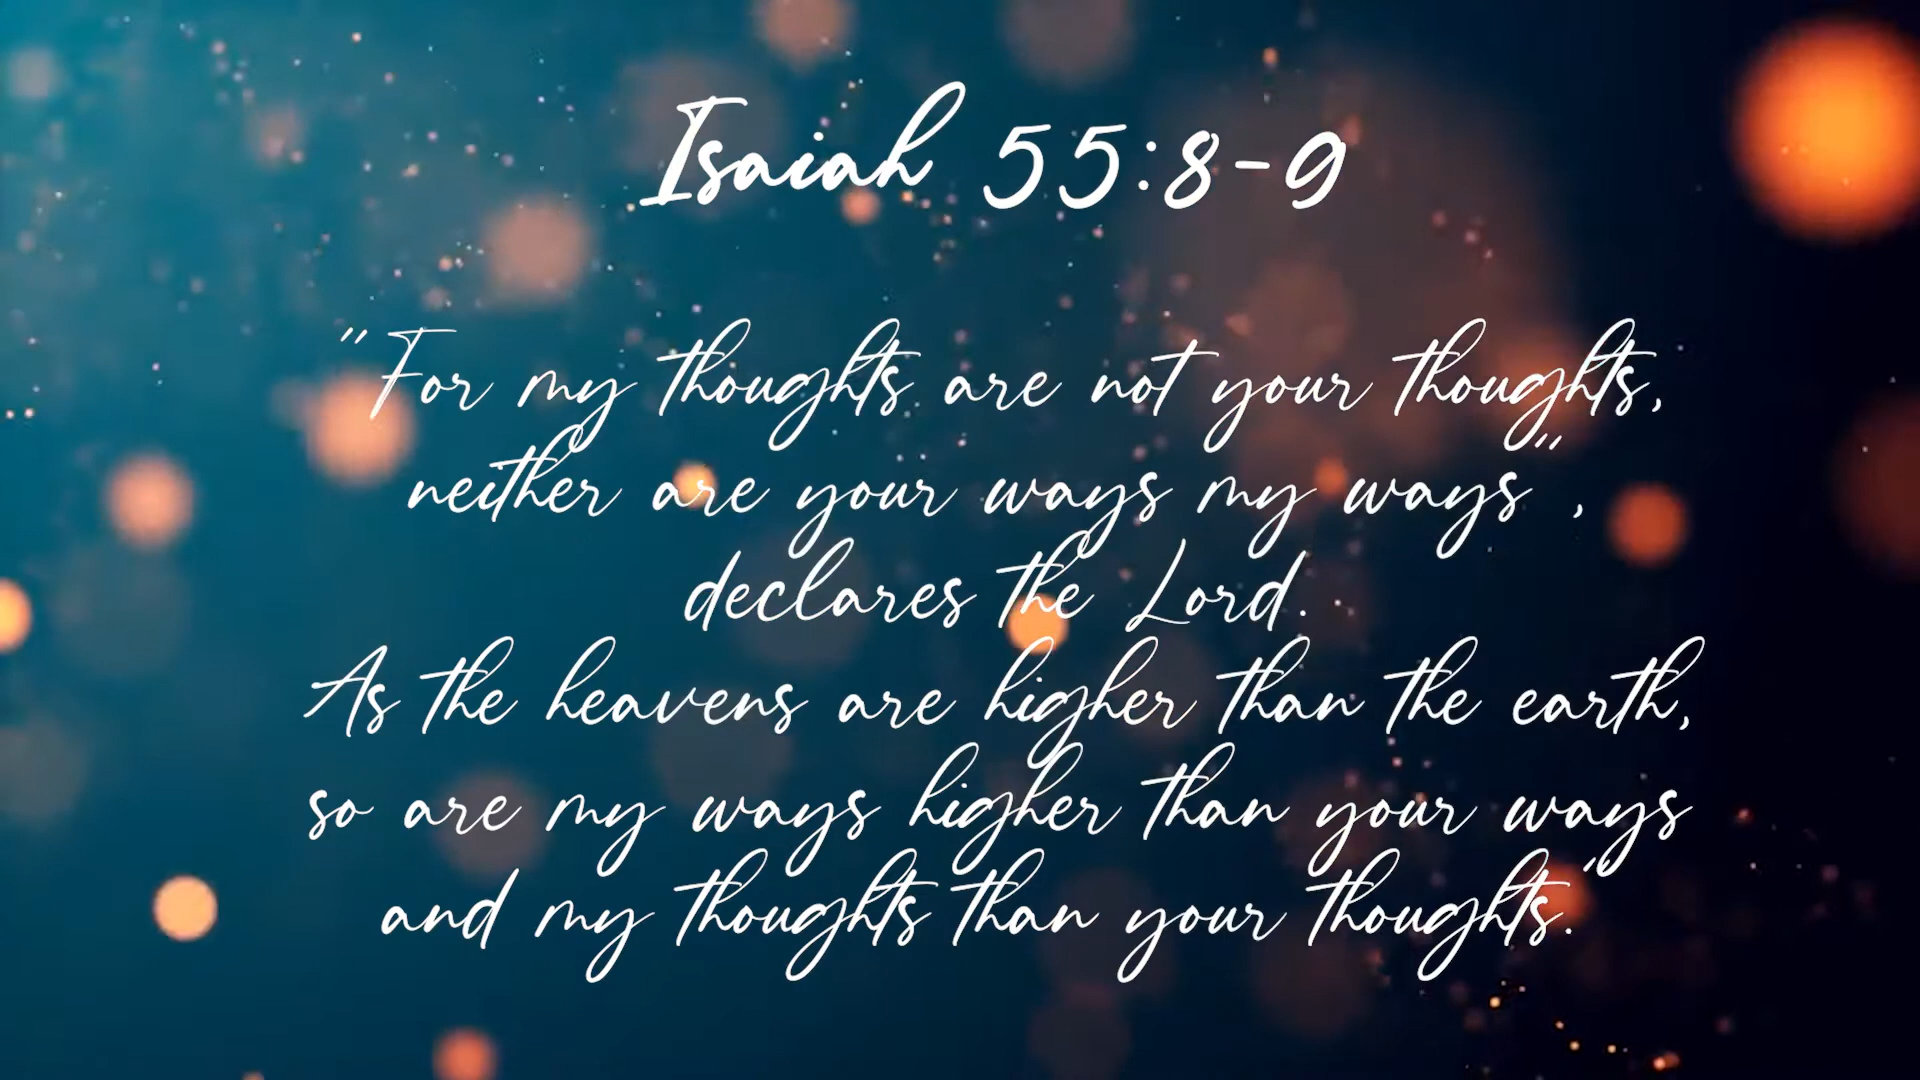 Isaiah 55:8-9
"For my thoughts are not your thoughts,
neither are your ways my ways",
declares the Lord.
As the heavens are higher than the earth,
so are my ways higher than your ways
and my thoughts than your thoughts."